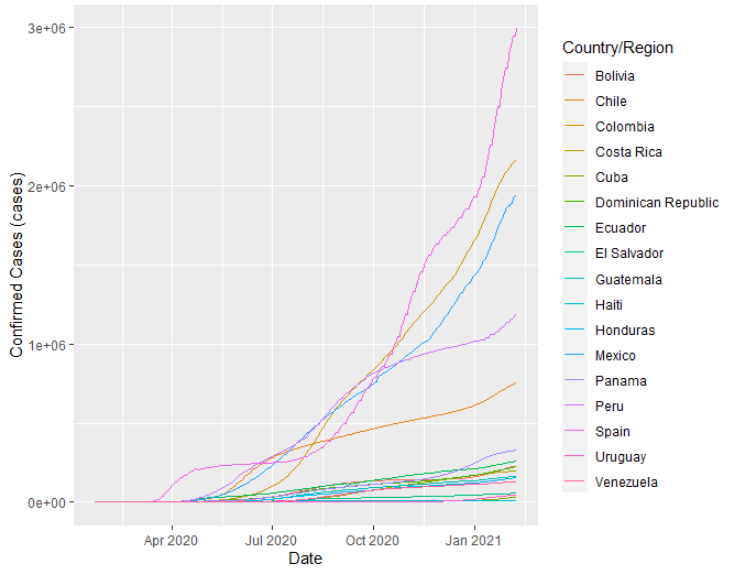 3e+06
2e+06
1e+06
0e+00
Confirmed Cases (cases)
Apr 2020
Jul 2020
Oct 2020
Jan 2021
Date
Country/Region
Bolivia
Chile
Colombia
Costa Rica
Cuba
Dominican Republic
Ecuador
El Salvador
Guatemala
Haiti
Honduras
Mexico
Panama
Peru
Spain
Uruguay
Venezuela